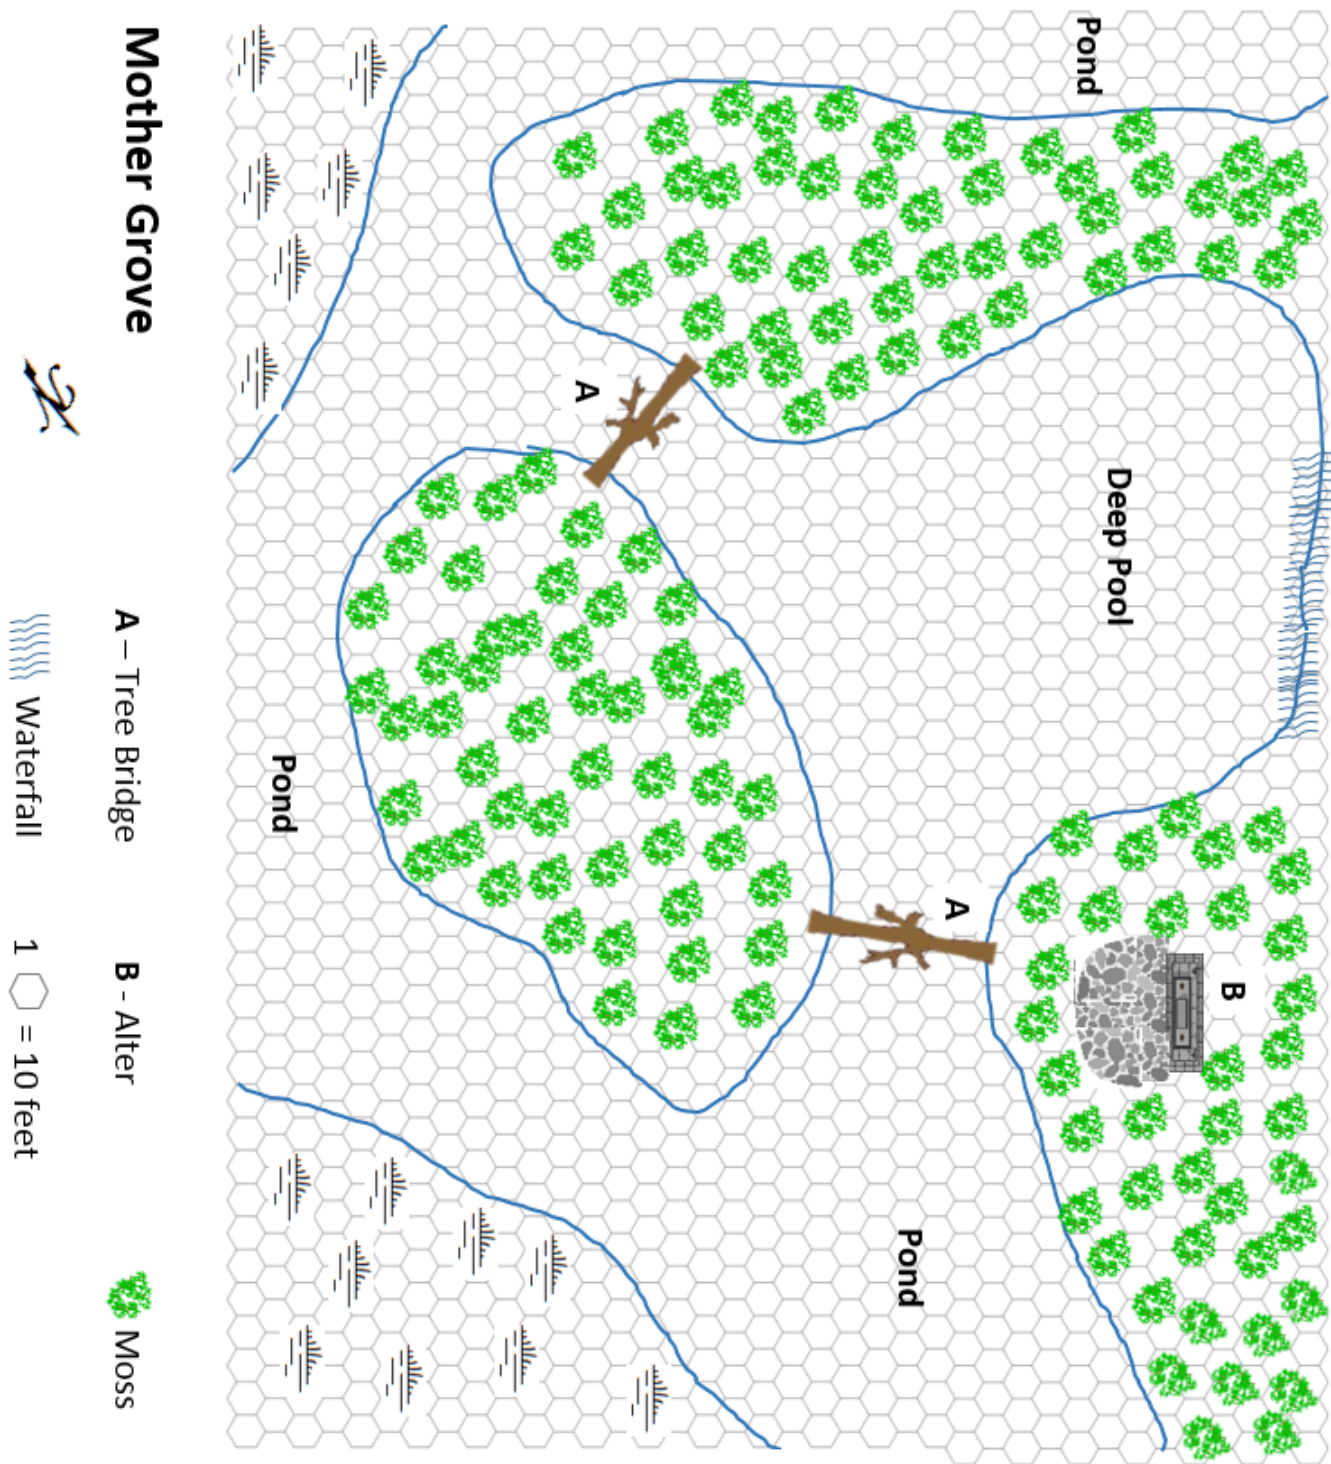 Pond
Deep Pool
B
A
Pond
A
Pond
Mother Grove
N
A – Tree Bridge
B - Alter
Moss
Waterfall
1 = 10 feet